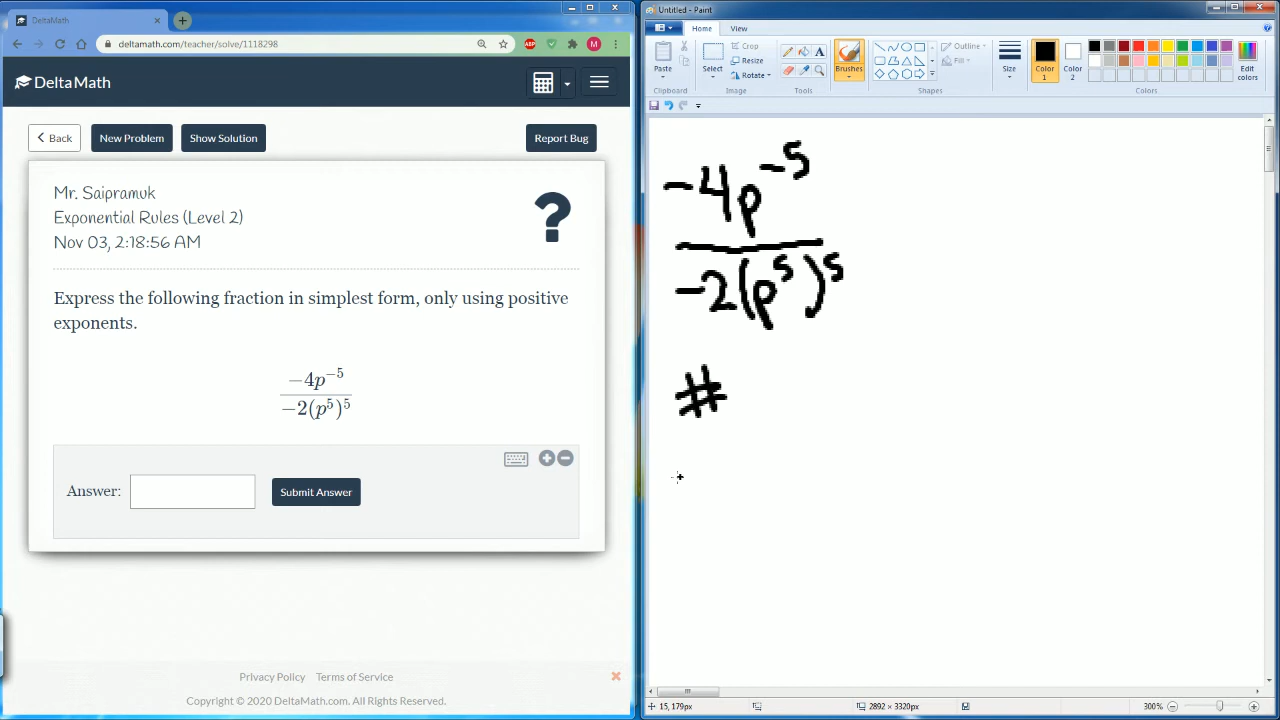 DeltaMath
deltamath.com/teacher/solve/1118298
ABP
M
DeltaMath
Back
New Problem
Show Solution
Report Bug
Mr. Saipramuk
Exponential Rules (Level 2)
Nov 03, 2:18:56 AM
?
Express the following fraction in simplest form, only using positive
exponents.
−4p⁻⁵
−2(p⁵)⁵
Answer:
Submit Answer
Privacy Policy Terms of Service
Copyright © 2020 DeltaMath.com. All Rights Reserved.
Untitled - Paint
Home View
Paste
Select
Crop
Resize
Rotate
A
Brushes
Outline
Fill
Size
Color 1
Color 2
Edit colors
Clipboard Image Tools Shapes Colors
−4p⁻⁵
−2(p⁵)⁵
#
15, 179px
2892 × 3320px
300%